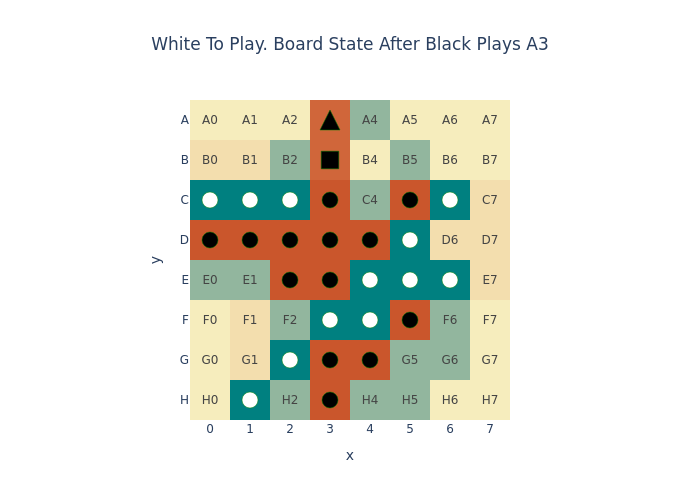 White To Play. Board State After Black Plays A3
A A0 A1 A2 A4 A5 A6 A7
B B0 B1 B2 B4 B5 B6 B7
C C4 C7
y
D D6 D7
E E0 E1 E7
F F0 F1 F2 F6 F7
G G0 G1 G5 G6 G7
H H0 H2 H4 H5 H6 H7
0 1 2 3 4 5 6 7
x